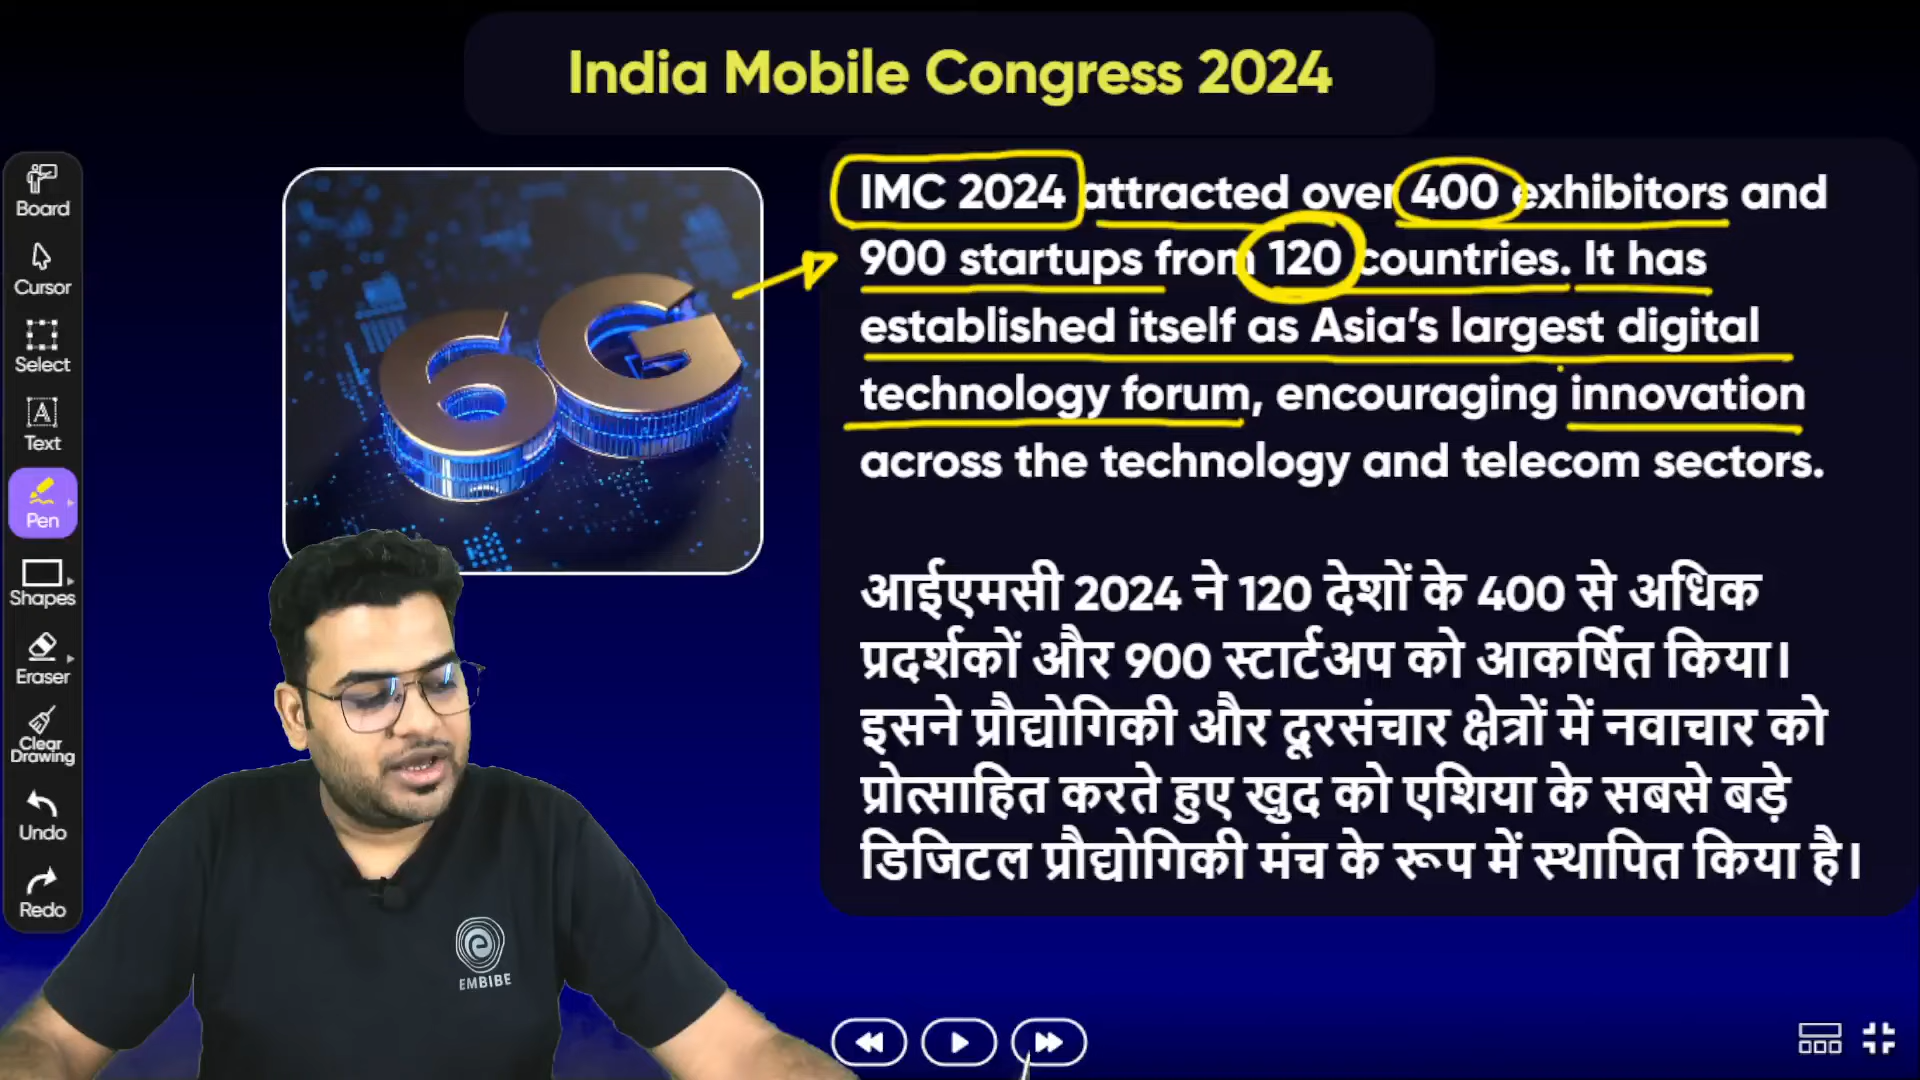 India Mobile Congress 2024
Board
Cursor
Select
Text
Pen
Shapes
Eraser
Clear
Drawing
Undo
Redo
6G
IMC 2024 attracted over 400 exhibitors and
900 startups from 120 countries. It has
established itself as Asia's largest digital
technology forum, encouraging innovation
across the technology and telecom sectors.
आईएमसी 2024 ने 120 देशों के 400 से अधिक
प्रदर्शकों और 900 स्टार्टअप को आकर्षित किया।
इसने प्रौद्योगिकी और दूरसंचार क्षेत्रों में नवाचार को
प्रोत्साहित करते हुए खुद को एशिया के सबसे बड़े
डिजिटल प्रौद्योगिकी मंच के रूप में स्थापित किया है।
EMBIBE